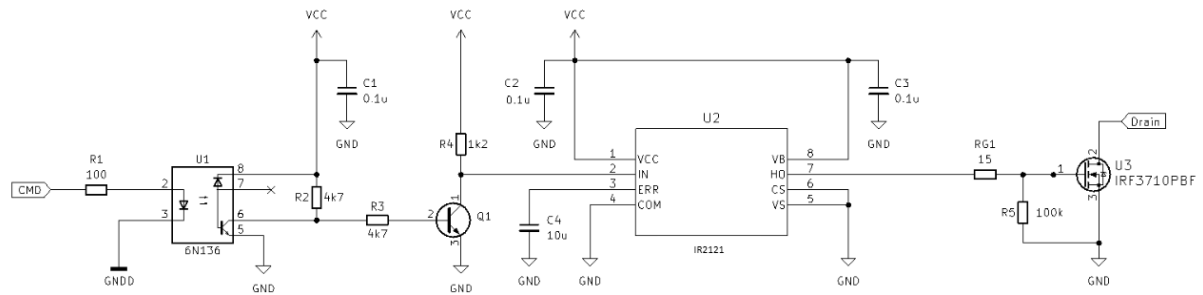 VCC
VCC
VCC
C1
0.1u
GND
C2
0.1u
GND
C3
0.1u
GND
R4
1k2
U2
1
VCC
2
IN
3
ERR
4
COM
VB
8
HO
7
CS
6
VS
5
IR2121
Drain
CMD
R1
100
U1
2
3
8
7
6
5
6N136
R2
4k7
R3
4k7
1
2
3
Q1
C4
10u
RG1
15
1
2
3
U3
IRF3710PBF
R5
100k
GNDD
GND
GND
GND
GND
GND
GND